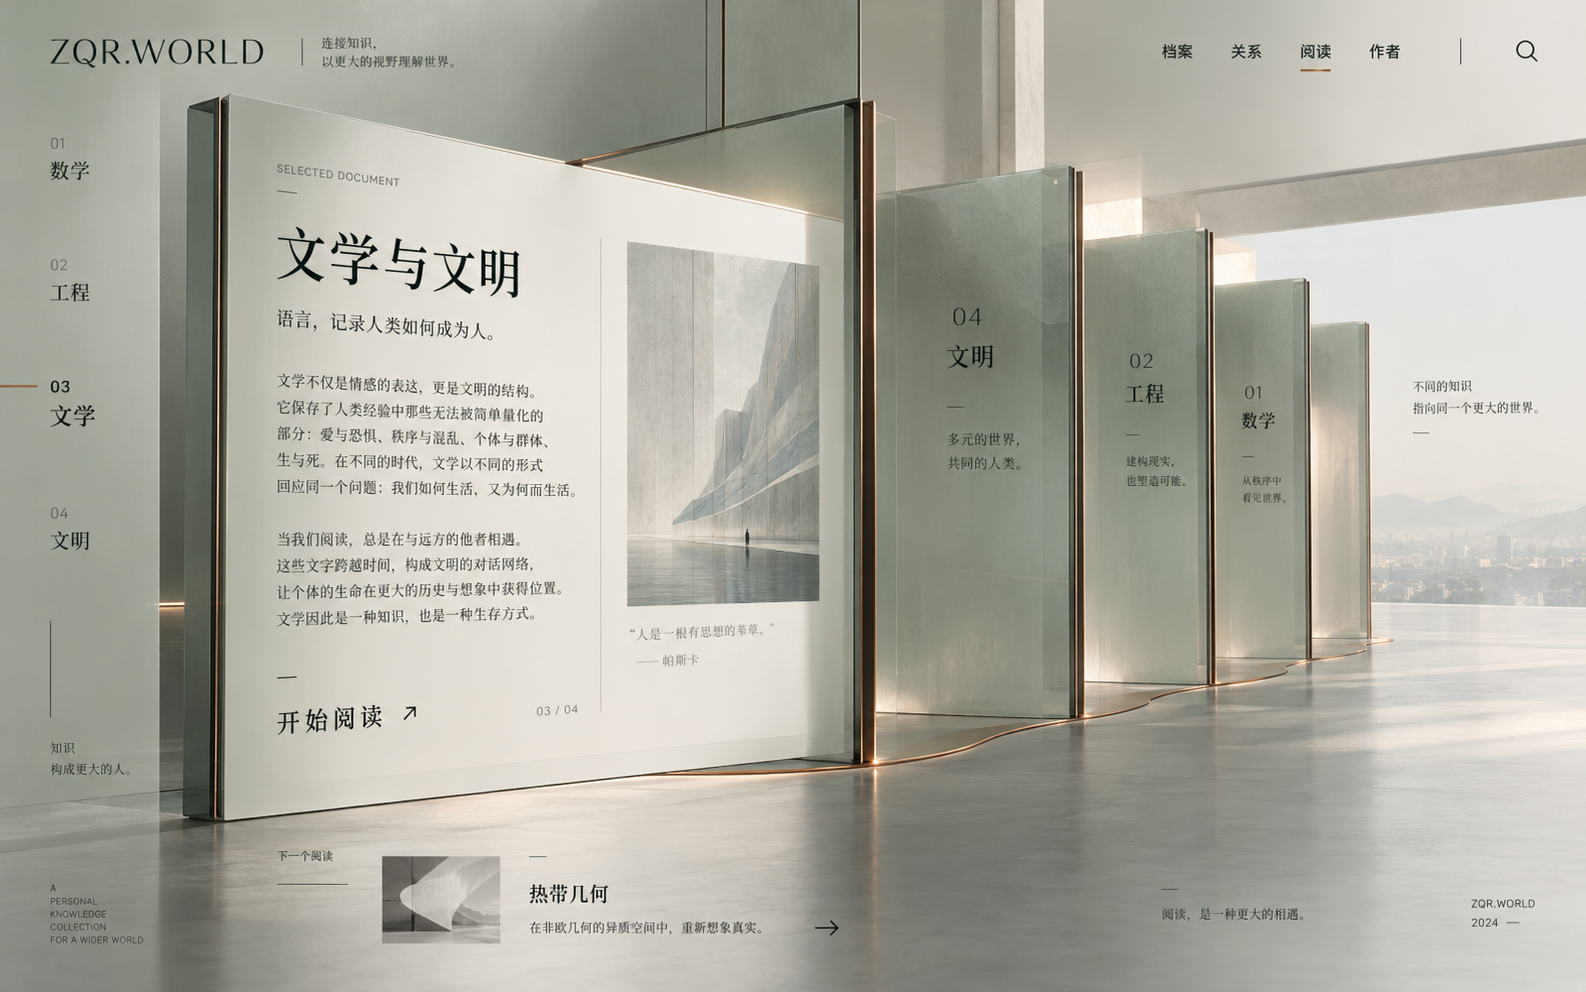 ZQR.WORLD
连接知识，
以更大的视野理解世界。
档案
关系
阅读
作者
01
数学
02
工程
03
文学
04
文明
知识
构成更大的人。
SELECTED DOCUMENT
文学与文明
语言，记录人类如何成为人。
文学不仅是情感的表达，更是文明的结构。
它保存了人类经验中那些无法被简单量化的
部分：爱与恐惧、秩序与混乱、个体与群体、
生与死。在不同的时代，文学以不同的形式
回应同一个问题：我们如何生活，又为何而生活。
当我们阅读，总是在与远方的他者相遇。
这些文字跨越时间，构成文明的对话网络，
让个体的生命在更大的历史与想象中获得位置。
文学因此是一种知识，也是一种生存方式。
开始阅读 ↗
03 / 04
“人是一根有思想的苇草。”
—— 帕斯卡
04
文明
多元的世界，
共同的人类。
02
工程
建构现实，
也塑造可能。
01
数学
从秩序中
看见世界。
不同的知识
指向同一个更大的世界。
下一个阅读
热带几何
在非欧几何的异质空间中，重新想象真实。
→
阅读，是一种更大的相遇。
A
PERSONAL
KNOWLEDGE
COLLECTION
FOR A WIDER WORLD
ZQR.WORLD
2024 —